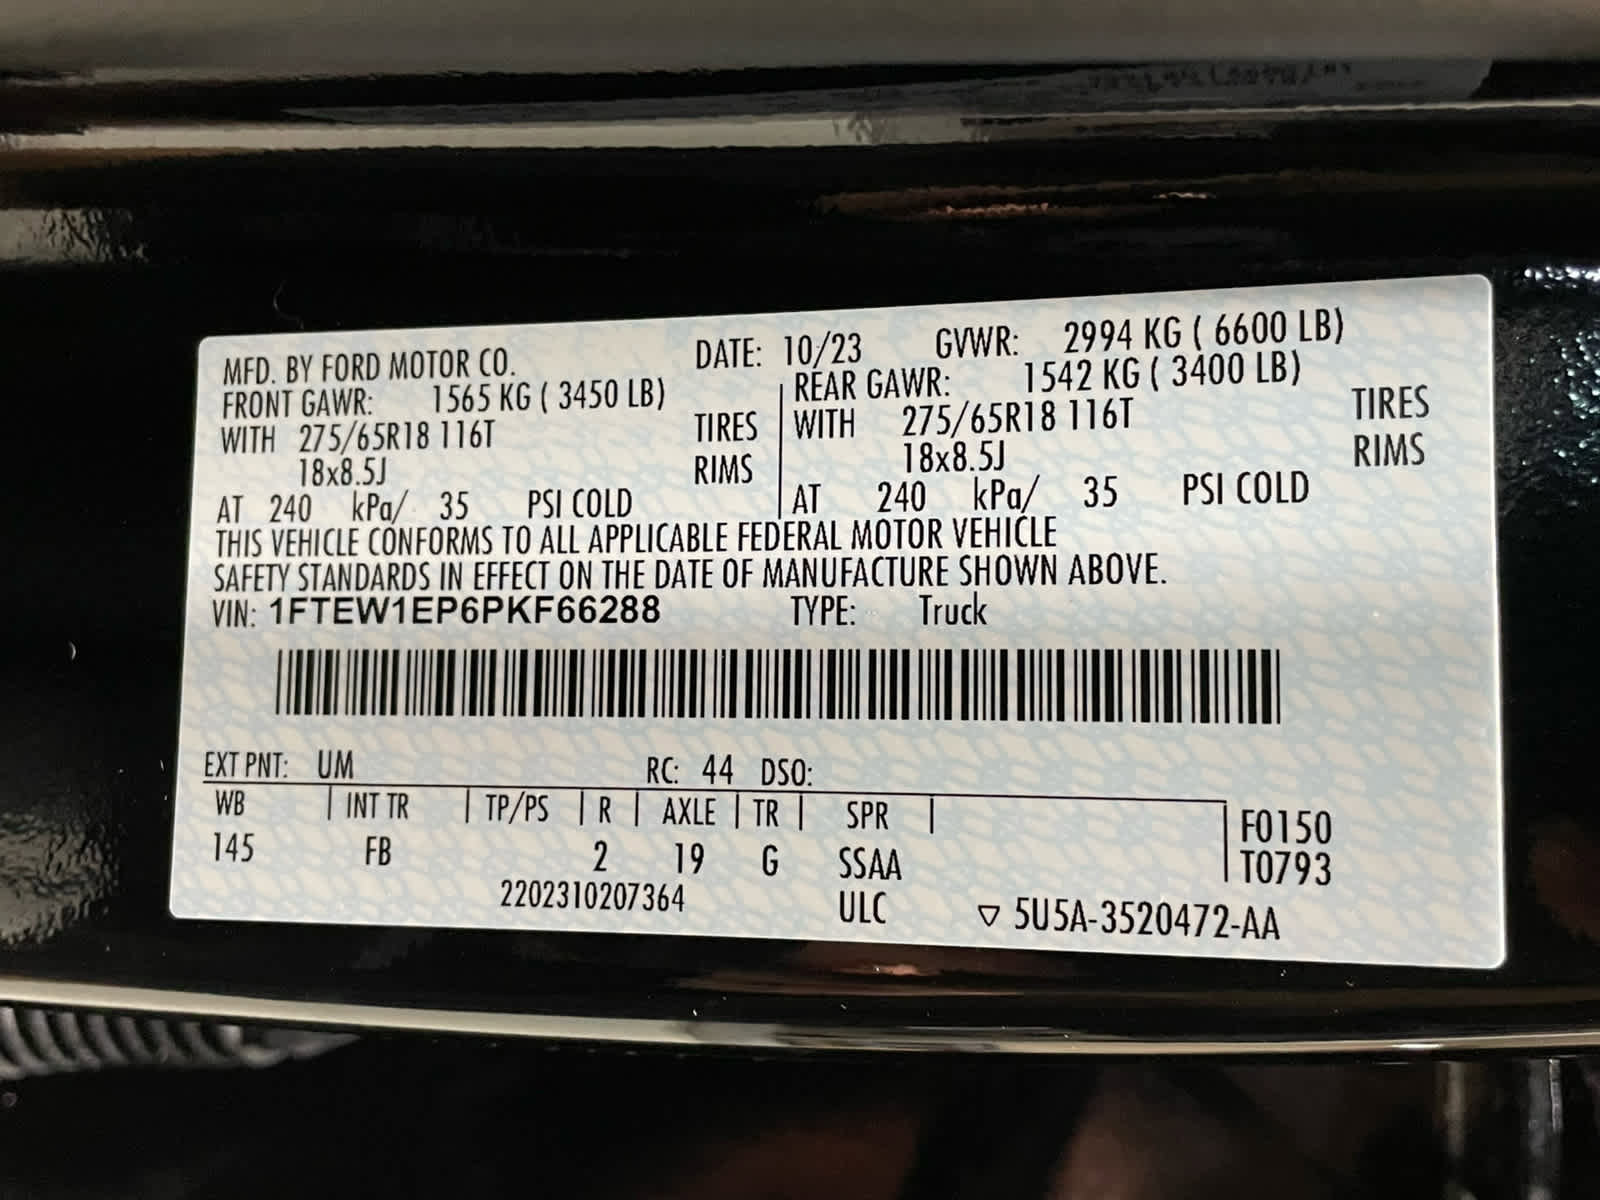 MFD. BY FORD MOTOR CO. DATE: 10/23 GVWR: 2994 KG ( 6600 LB)
FRONT GAWR: 1565 KG ( 3450 LB) REAR GAWR: 1542 KG ( 3400 LB)
WITH 275/65R18 116T TIRES WITH 275/65R18 116T TIRES
18x8.5J RIMS 18x8.5J RIMS
AT 240 kPa/ 35 PSI COLD AT 240 kPa/ 35 PSI COLD
THIS VEHICLE CONFORMS TO ALL APPLICABLE FEDERAL MOTOR VEHICLE
SAFETY STANDARDS IN EFFECT ON THE DATE OF MANUFACTURE SHOWN ABOVE.
VIN: 1FTEW1EP6PKF66288 TYPE: Truck
EXT PNT: UM RC: 44 DSO:
WB INT TR TP/PS R AXLE TR SPR F0150
145 FB 2 19 G SSAA T0793
2202310207364 ULC ▽ 5U5A-3520472-AA